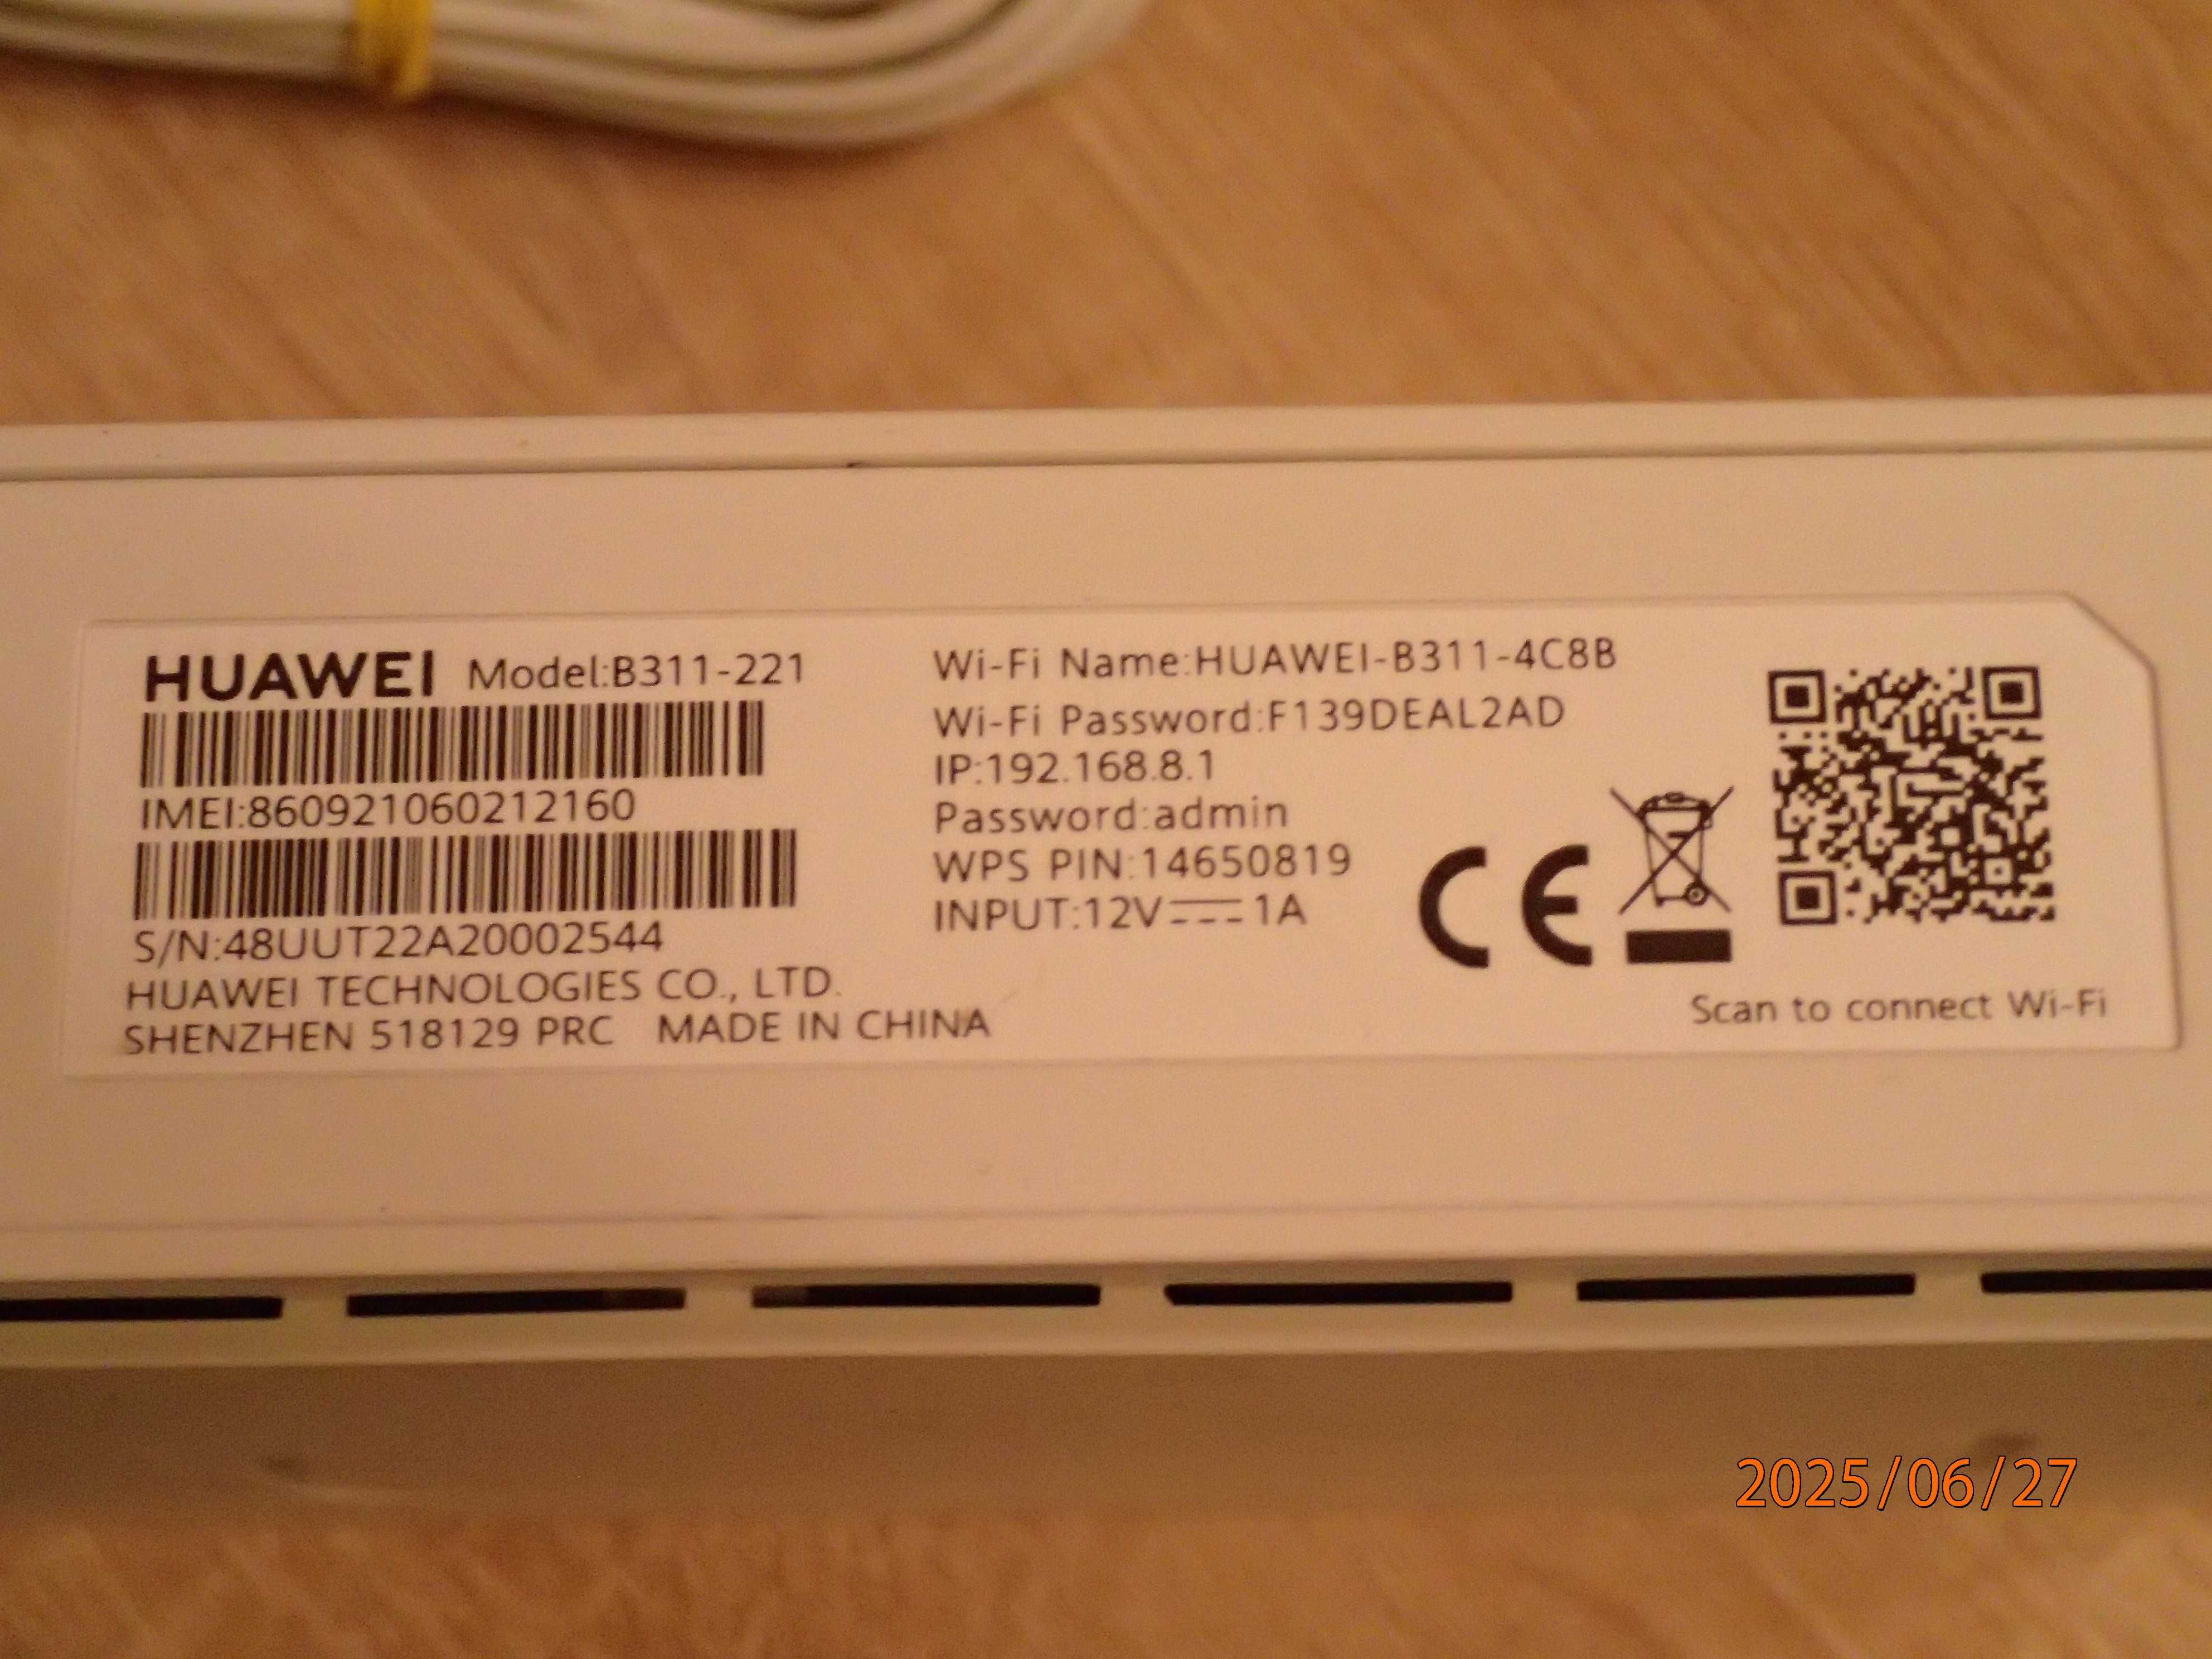 HUAWEI Model:B311-221
IMEI:860921060212160
S/N:48UUT22A20002544
HUAWEI TECHNOLOGIES CO., LTD.
SHENZHEN 518129 PRC MADE IN CHINA
Wi-Fi Name:HUAWEI-B311-4C8B
Wi-Fi Password:F139DEAL2AD
IP:192.168.8.1
Password:admin
WPS PIN:14650819
INPUT:12V⎓1A
CE
Scan to connect Wi-Fi
2025/06/27